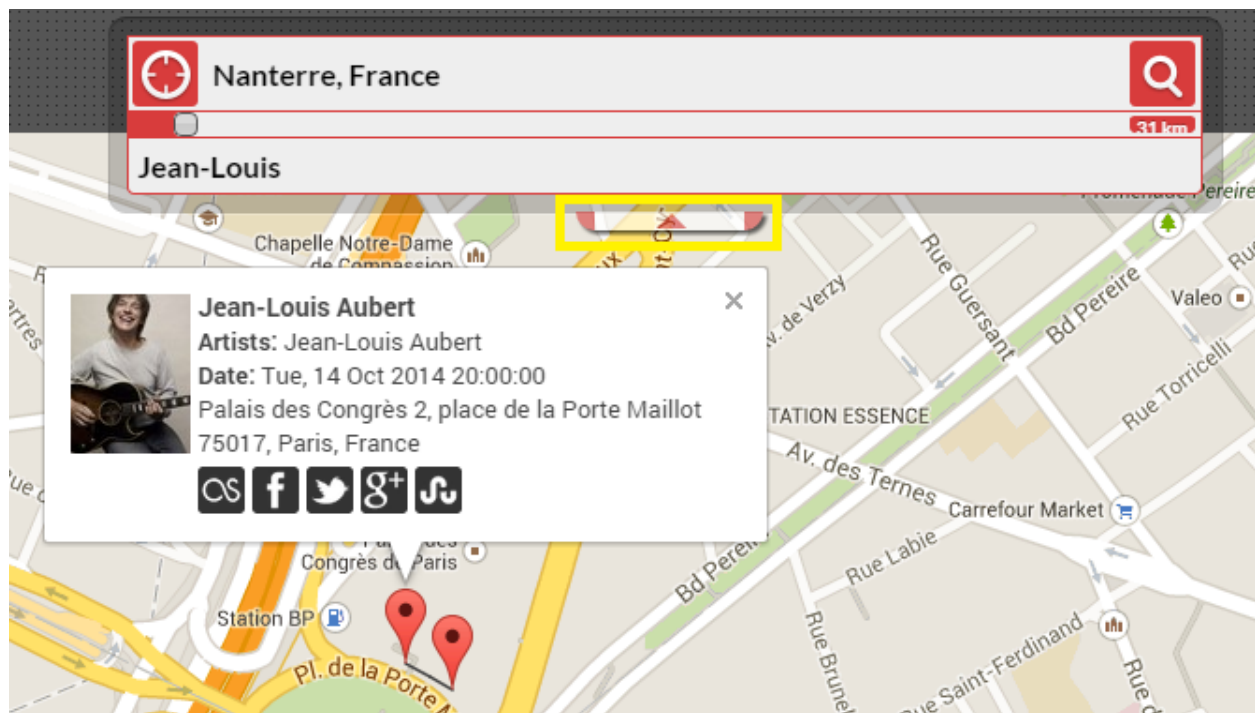 Nanterre, France
31 km
Jean-Louis
Pereire
Chapelle Notre-Dame
de Compassion
Jean-Louis Aubert
Artists: Jean-Louis Aubert
Date: Tue, 14 Oct 2014 20:00:00
Palais des Congrès 2, place de la Porte Maillot
75017, Paris, France
g+
de Verzy
Rue Guersant
Bd Pereire
Valeo
Rue Torricelli
TATION ESSENCE
Av. des Ternes
Carrefour Market
Rue Labie
Bd Pereire
Congrès de Paris
Station BP
Pl. de la Porte
Rue Brunel
Rue Saint-Ferdinand
Rue